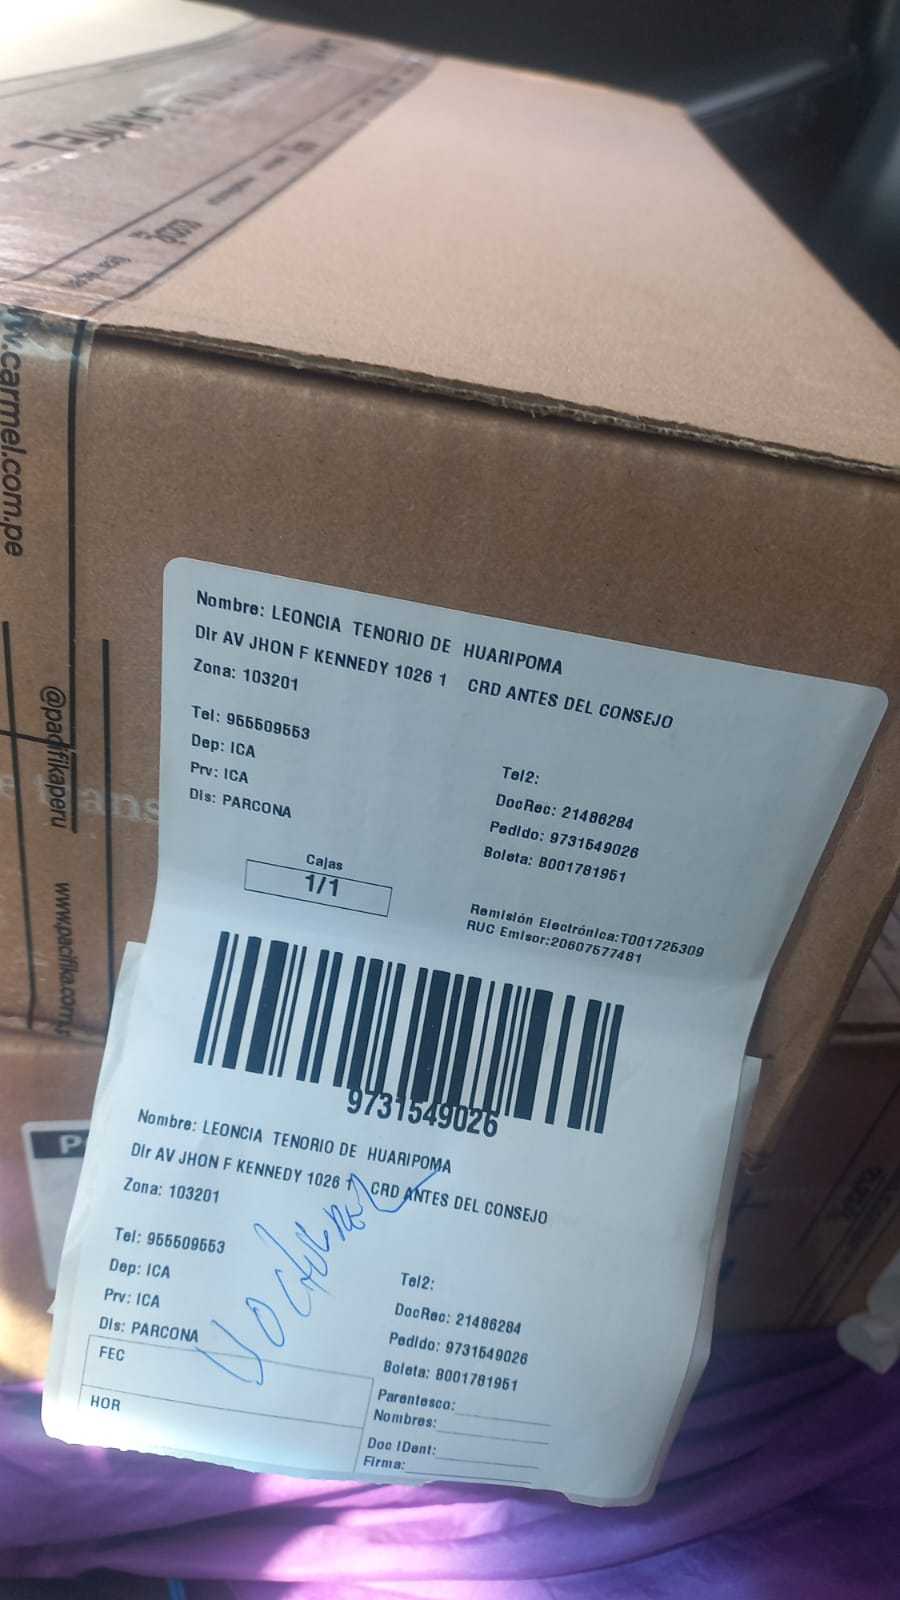 www.carmel.com.pe
@pacifikaperu
www.pacifika.com.
Nombre: LEONCIA TENORIO DE HUARIPOMA
Dir AV JHON F KENNEDY 1026 1 CRD ANTES DEL CONSEJO
Zona: 103201
Tel: 955509553
Dep: ICA
Prv: ICA
Dis: PARCONA
Tel2:
DocRec: 21486284
Pedido: 9731549026
Boleta: B001781951
Cajas
1/1
Remisión Electrónica:T001725309
RUC Emisor:20607577481
9731549026
Nombre: LEONCIA TENORIO DE HUARIPOMA
Dir AV JHON F KENNEDY 1026 1 CRD ANTES DEL CONSEJO
Zona: 103201
Tel: 955509553
Dep: ICA
Prv: ICA
Dis: PARCONA
Tel2:
DocRec: 21486284
Pedido: 9731549026
Boleta: B001781951
FEC
HOR
Parentesco:
Nombres:
Doc IDent:
Firma: